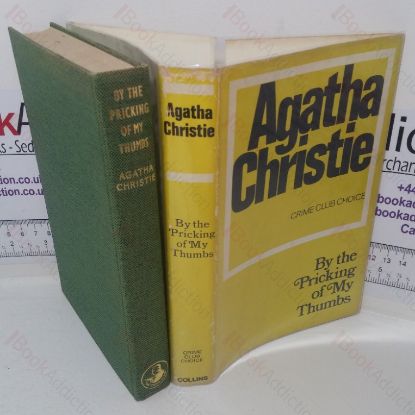 BY THE
PRICKING
OF MY
THUMBS
AGATHA
CHRISTIE
Agatha
Christie
By the
Pricking
of My
Thumbs
CRIME
CLUB
CHOICE
COLLINS
Agatha
Christie
CRIME CLUB CHOICE
By the
Pricking
of My
Thumbs